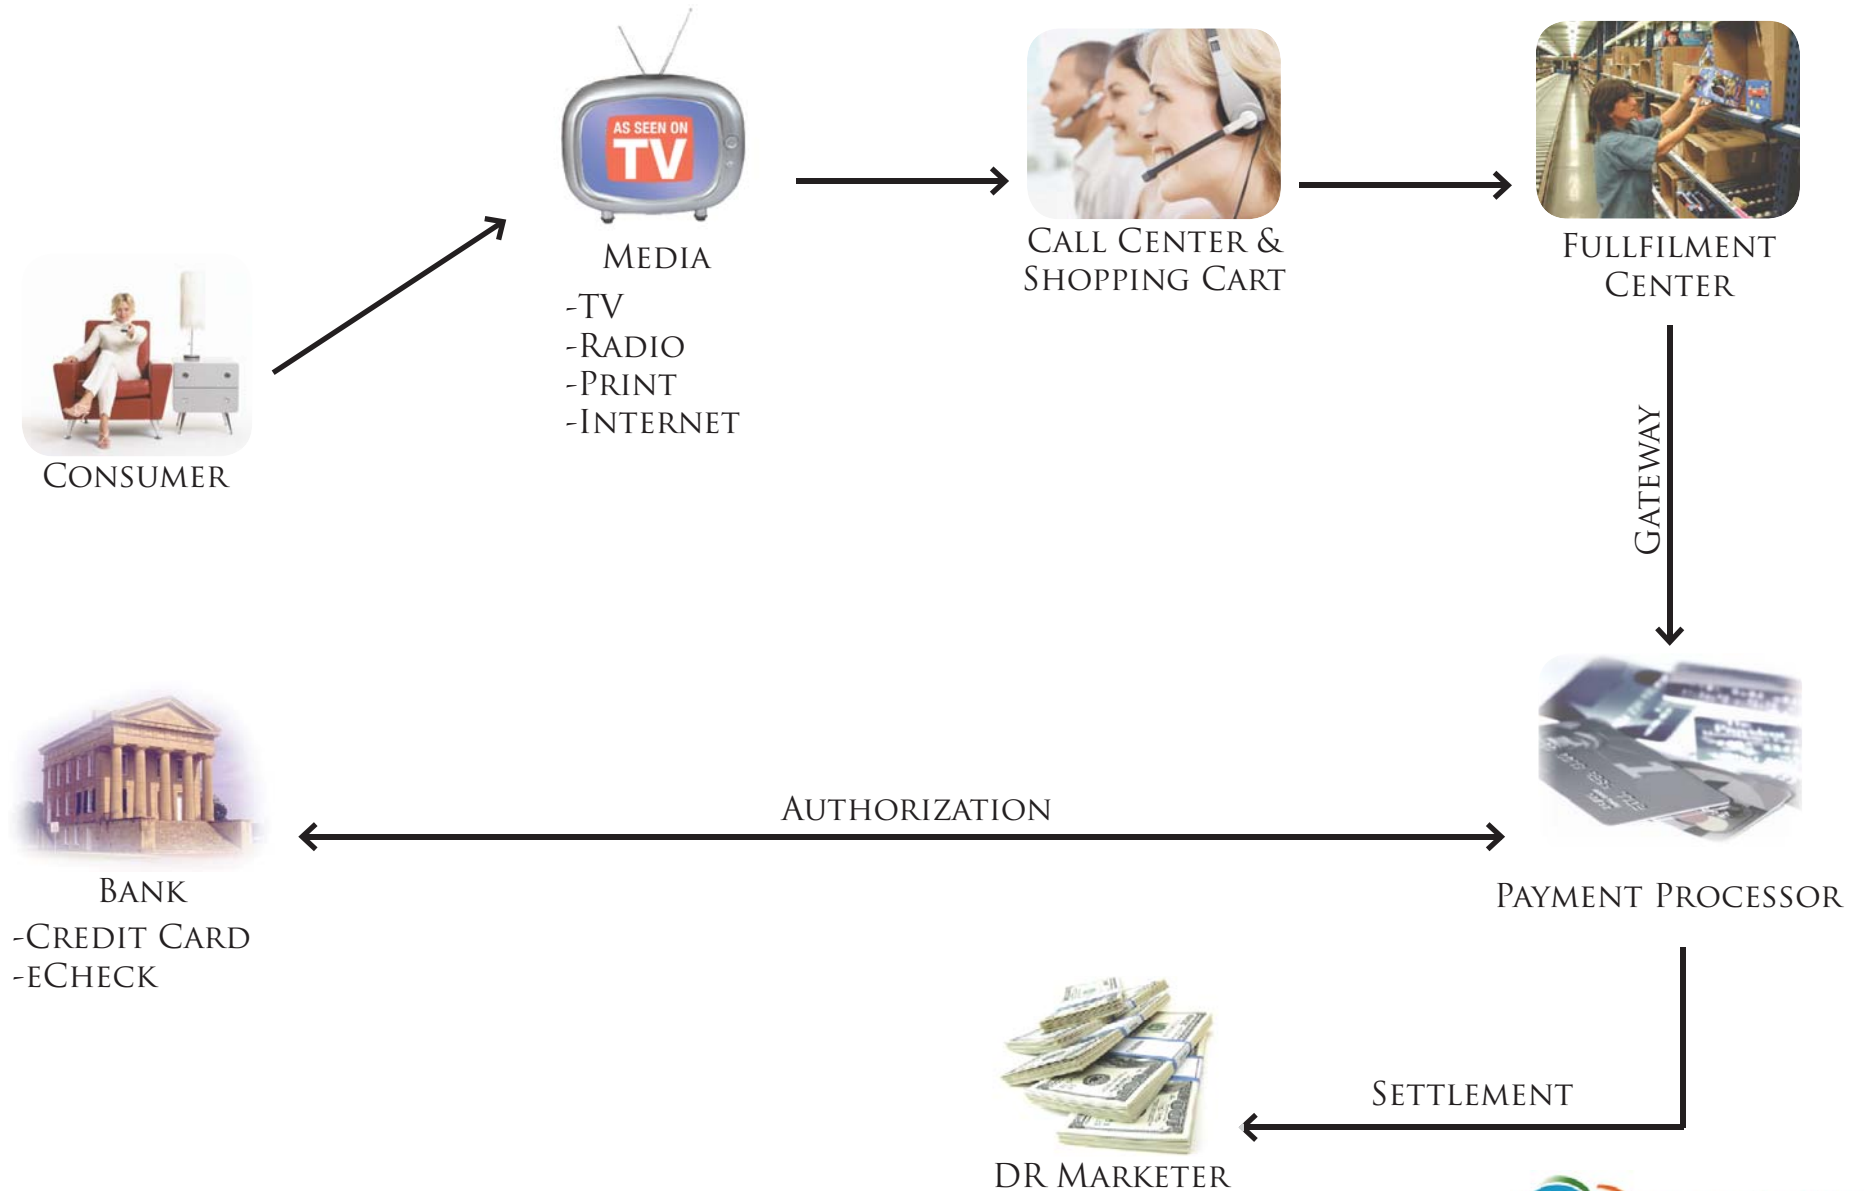 AS SEEN ON
TV
Media
-TV
-Radio
-Print
-Internet
Call Center &
Shopping Cart
Fullfilment
Center
Consumer
Gateway
Authorization
Bank
-Credit Card
-eCheck
Payment Processor
Settlement
DR Marketer